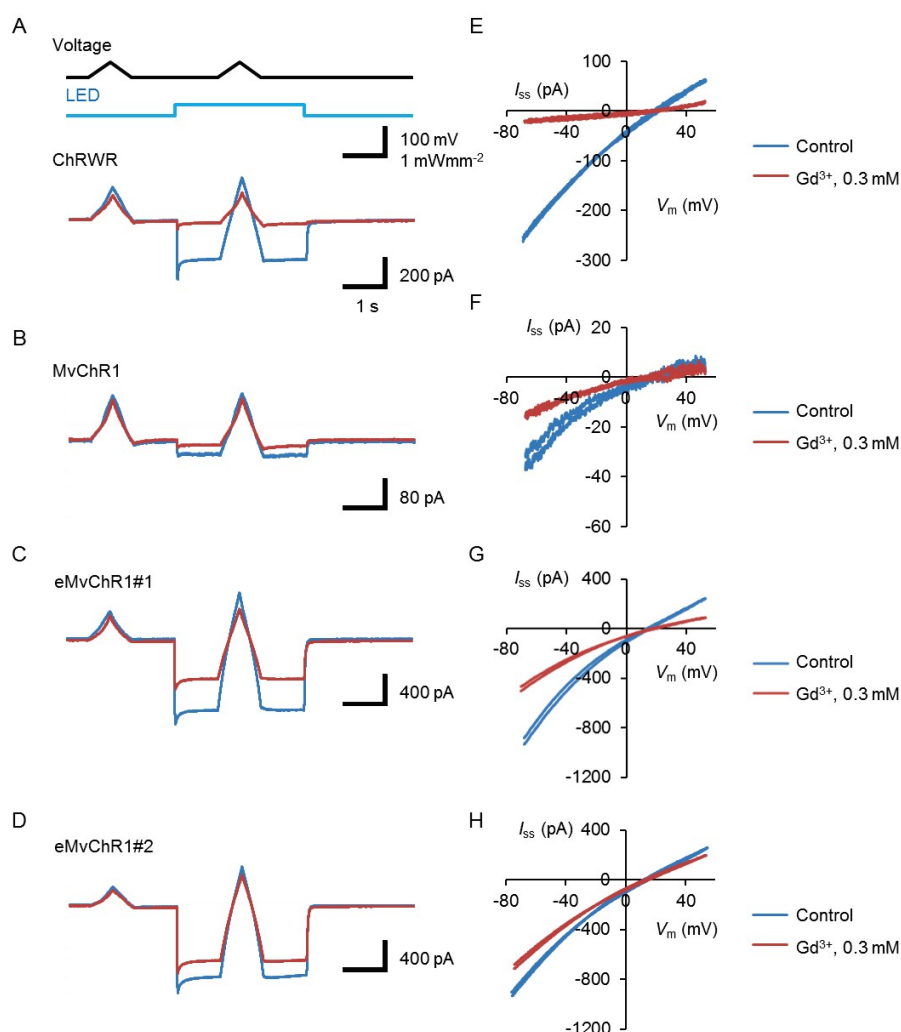 A
Voltage
LED
100 mV
1 mWmm-2
ChRWR
200 pA
1 s
B
MvChR1
80 pA
C
eMvChR1#1
400 pA
D
eMvChR1#2
400 pA
E
100
Iss (pA)
0
-80 -40 0 40
-100
Vm (mV)
-200
-300
Control
Gd3+, 0.3 mM
F
20
Iss (pA)
0
-80 -40 0 40
Vm (mV)
-20
-40
-60
Control
Gd3+, 0.3 mM
G
400
Iss (pA)
0
-80 -40 0 40
Vm (mV)
-400
-800
-1200
Control
Gd3+, 0.3 mM
H
400
Iss (pA)
0
-80 -40 0 40
Vm (mV)
-400
-800
-1200
Control
Gd3+, 0.3 mM